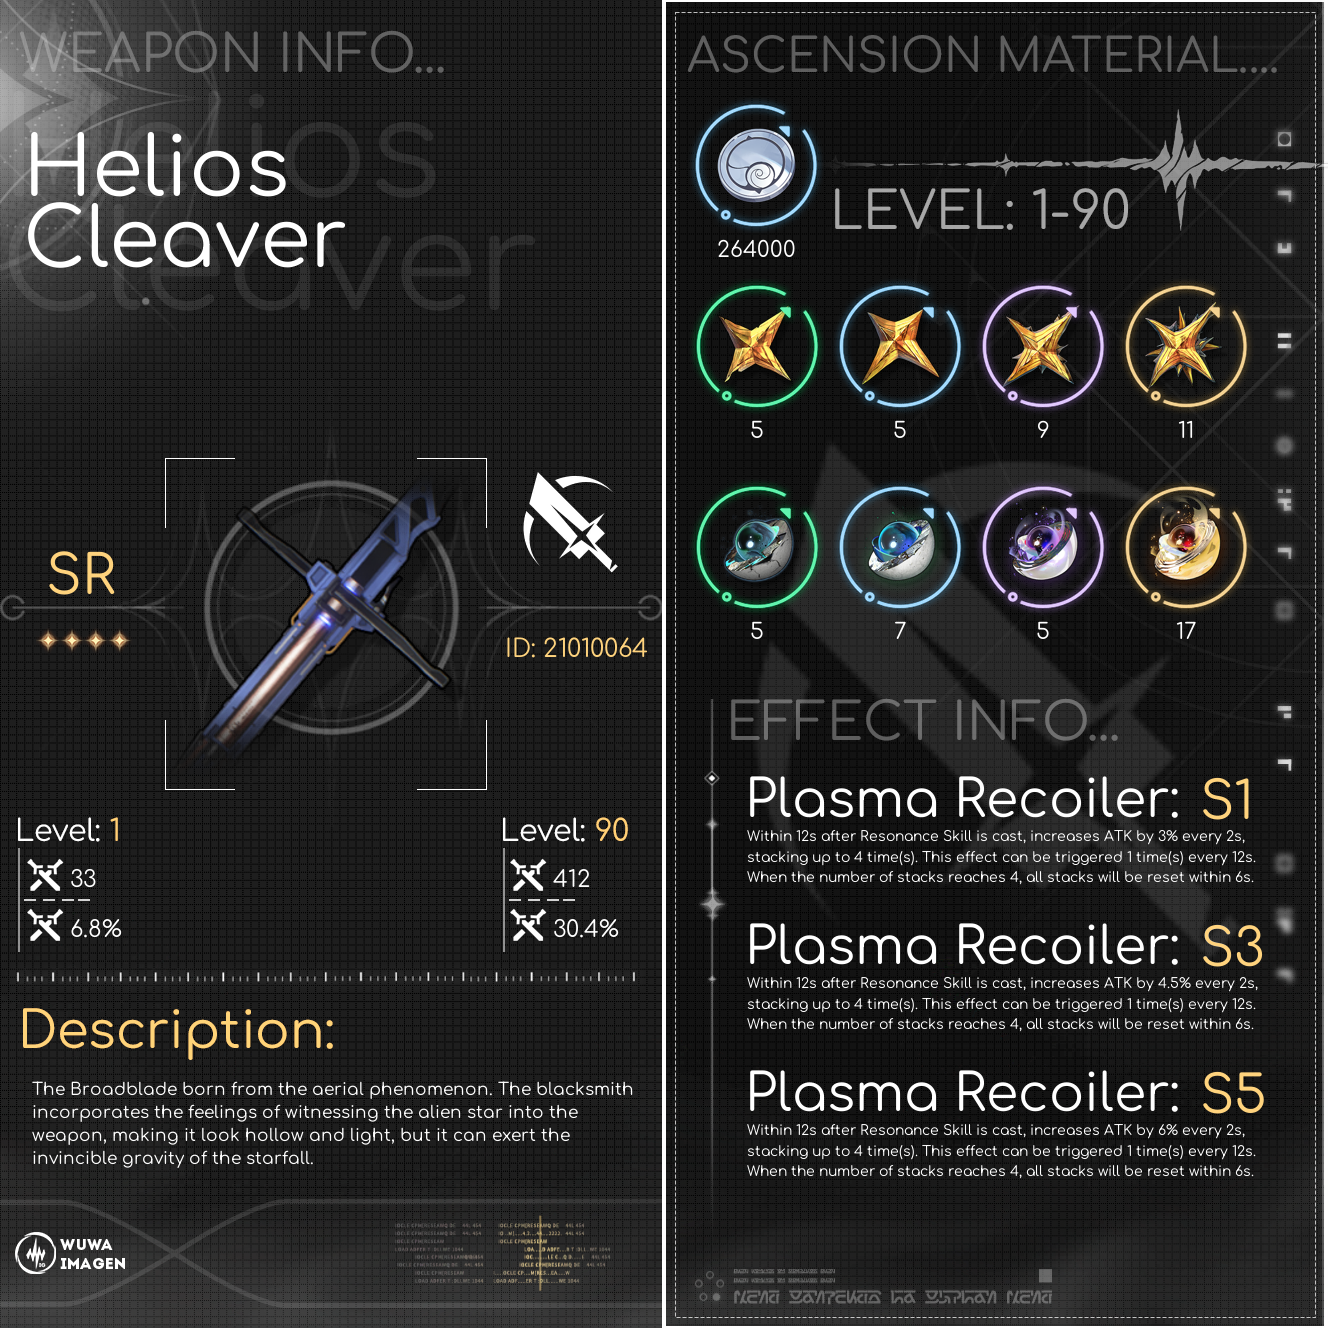 WEAPON INFO...
Helios
Cleaver
Helios
Cleaver
SR
ID: 21010064
Level: 1
33
6.8%
Level: 90
412
30.4%
Description:
The Broadblade born from the aerial phenomenon. The blacksmith
incorporates the feelings of witnessing the alien star into the
weapon, making it look hollow and light, but it can exert the
invincible gravity of the starfall.
WUWA
IMAGEN
ASCENSION MATERIAL....
LEVEL: 1-90
264000
5 5 9 11
5 7 5 17
EFFECT INFO...
Plasma Recoiler: S1
Within 12s after Resonance Skill is cast, increases ATK by 3% every 2s,
stacking up to 4 time(s). This effect can be triggered 1 time(s) every 12s.
When the number of stacks reaches 4, all stacks will be reset within 6s.
Plasma Recoiler: S3
Within 12s after Resonance Skill is cast, increases ATK by 4.5% every 2s,
stacking up to 4 time(s). This effect can be triggered 1 time(s) every 12s.
When the number of stacks reaches 4, all stacks will be reset within 6s.
Plasma Recoiler: S5
Within 12s after Resonance Skill is cast, increases ATK by 6% every 2s,
stacking up to 4 time(s). This effect can be triggered 1 time(s) every 12s.
When the number of stacks reaches 4, all stacks will be reset within 6s.